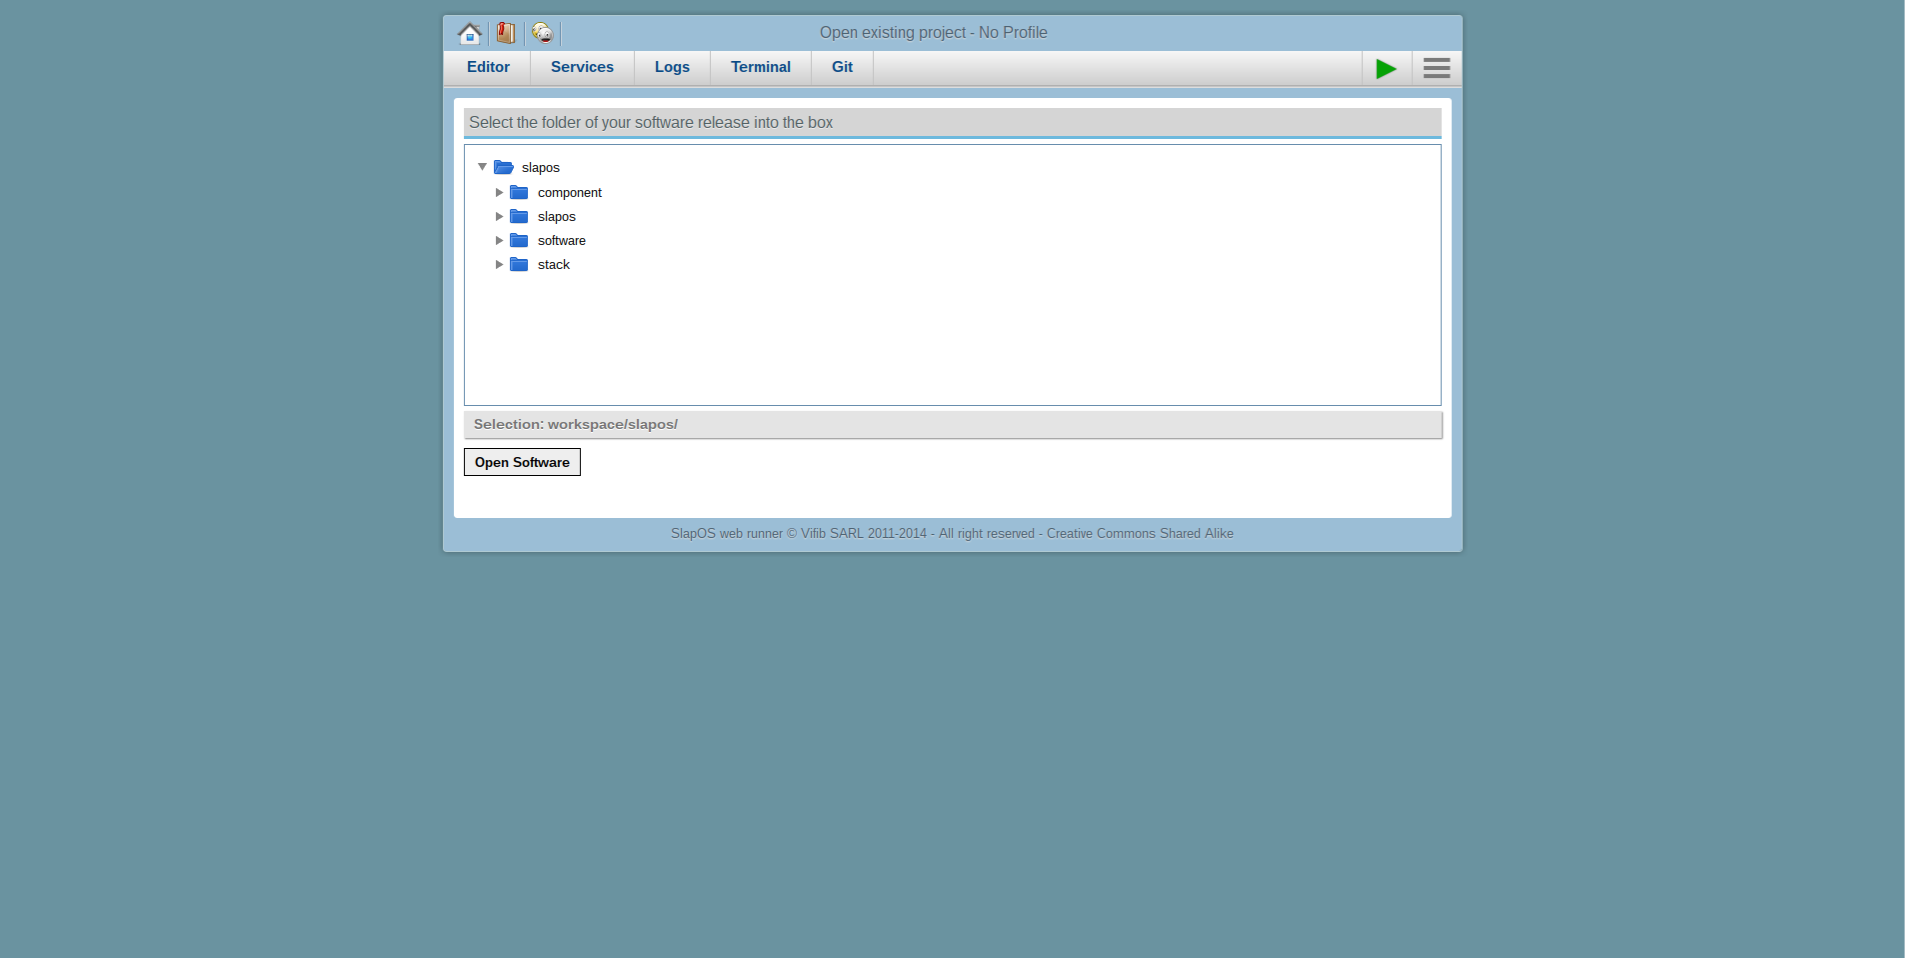 Open existing project - No Profile
Editor Services Logs Terminal Git
Select the folder of your software release into the box
slapos
component
slapos
software
stack
Selection: workspace/slapos/
Open Software
SlapOS web runner © Vifib SARL 2011-2014 - All right reserved - Creative Commons Shared Alike